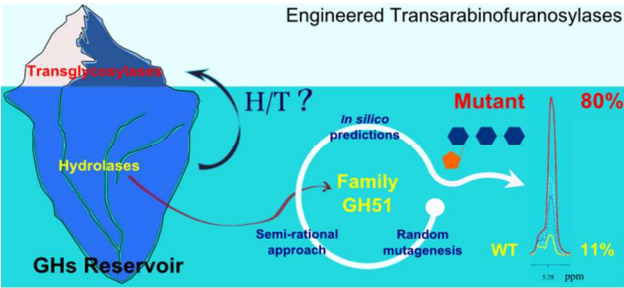 Engineered Transarabinofuranosylases
Transglycosylases
H/T ?
Hydrolases
GHs Reservoir
In silico
predictions
Family
GH51
Semi-rational
approach
Random
mutagenesis
Mutant 80%
WT 11%
5.28 ppm